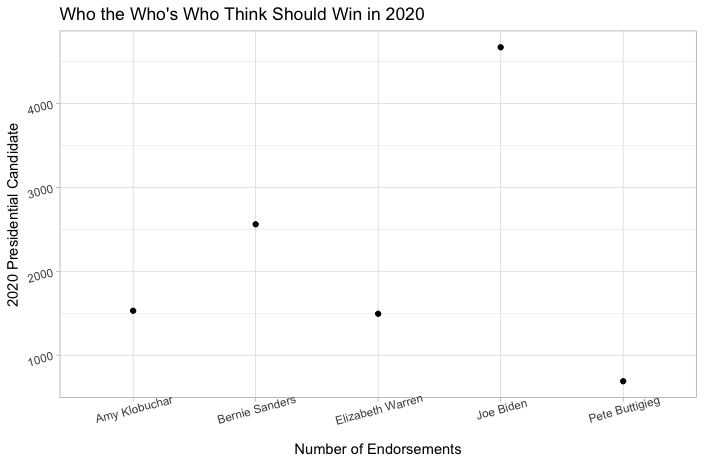 Who the Who's Who Think Should Win in 2020
2020 Presidential Candidate
4000
3000
2000
1000
Amy Klobuchar
Bernie Sanders
Elizabeth Warren
Joe Biden
Pete Buttigieg
Number of Endorsements